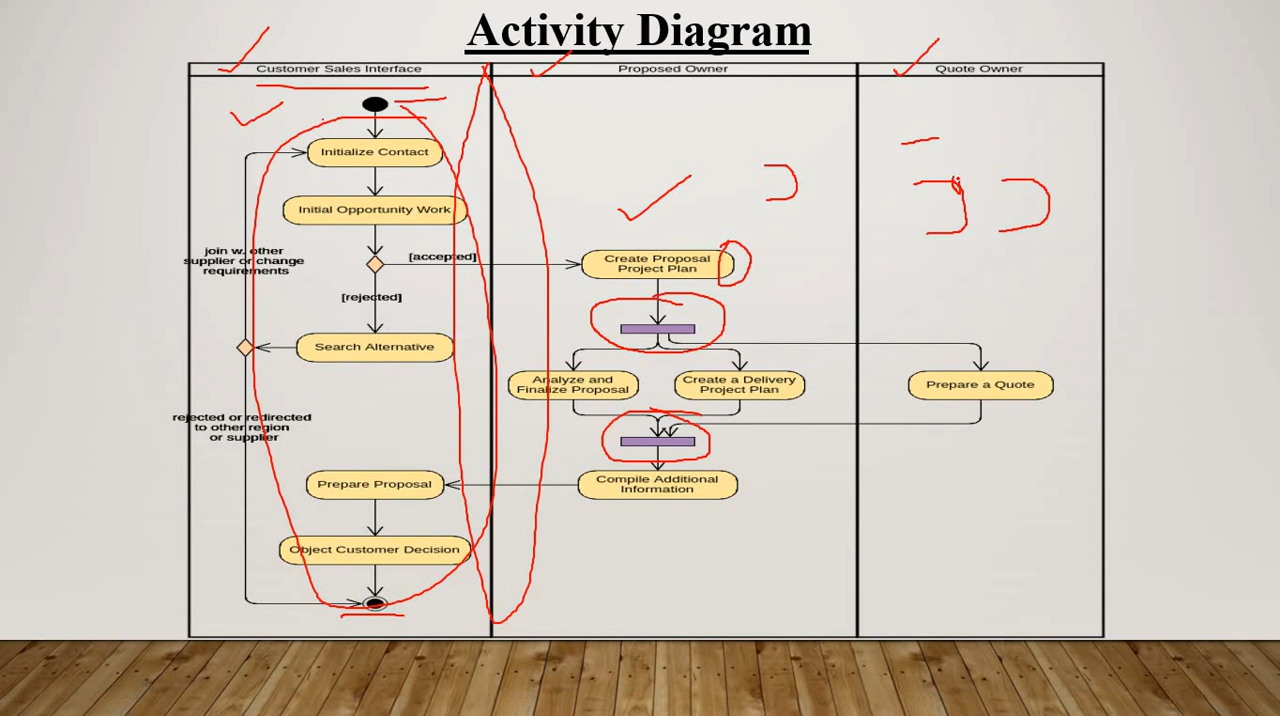 Activity Diagram
Customer Sales Interface
Proposed Owner
Quote Owner
Initialize Contact
Initial Opportunity Work
join w. other
supplier or change
requirements
[accepted]
Create Proposal
Project Plan
[rejected]
Search Alternative
Analyze and
Finalize Proposal
Create a Delivery
Project Plan
Prepare a Quote
rejected or redirected
to other region
or supplier
Prepare Proposal
Compile Additional
Information
Object Customer Decision